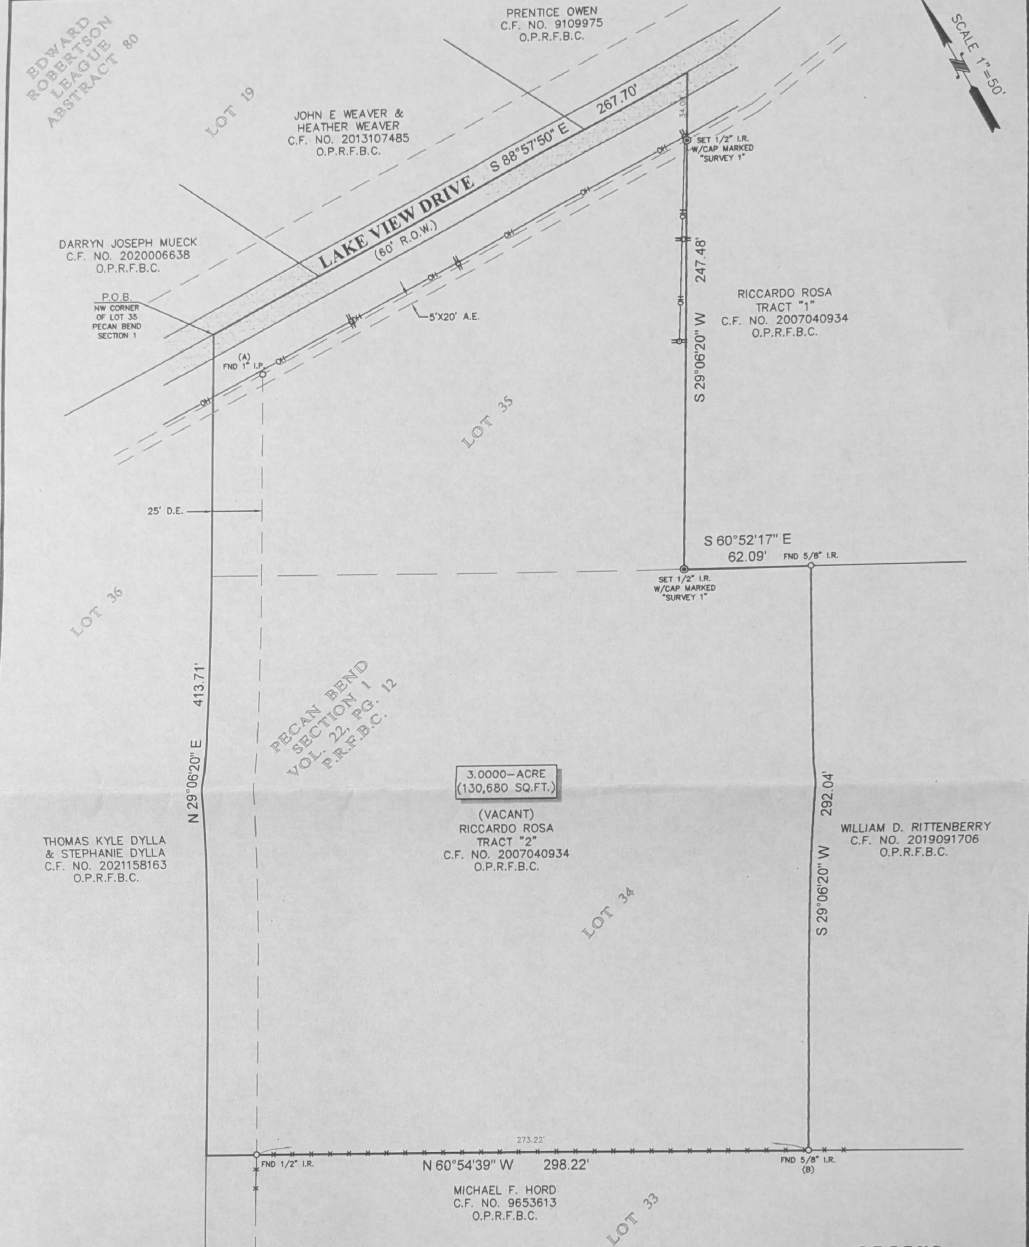 PRENTICE OWEN
C.F. NO. 9109975
O.P.R.F.B.C.
SCALE 1"=50'
EDWARD
ROBERTSON
LEAGUE
ABSTRACT 80
LOT 19
JOHN E WEAVER &
HEATHER WEAVER
C.F. NO. 2013107485
O.P.R.F.B.C.
S 88°57'50" E 267.70'
LAKE VIEW DRIVE
(60' R.O.W.)
SET 1/2" I.R.
W/CAP MARKED
"SURVEY 1"
DARRYN JOSEPH MUECK
C.F. NO. 2020006638
O.P.R.F.B.C.
P.O.B.
NW CORNER
OF LOT 35
PECAN BEND
SECTION 1
5'X20' A.E.
(A)
FND 1" I.P.
OH
OH
OH
OH
OH
OH
S 29°06'20" W 247.48'
RICCARDO ROSA
TRACT "1"
C.F. NO. 2007040934
O.P.R.F.B.C.
LOT 35
25' D.E.
S 60°52'17" E
62.09'
FND 5/8" I.R.
SET 1/2" I.R.
W/CAP MARKED
"SURVEY 1"
LOT 36
N 29°06'20" E 413.71'
PECAN BEND
SECTION 1
VOL. 22, PG. 12
P.R.F.B.C.
3.0000-ACRE
(130,680 SQ.FT.)
(VACANT)
RICCARDO ROSA
TRACT "2"
C.F. NO. 2007040934
O.P.R.F.B.C.
S 29°06'20" W 292.04'
WILLIAM D. RITTENBERRY
C.F. NO. 2019091706
O.P.R.F.B.C.
THOMAS KYLE DYLLA
& STEPHANIE DYLLA
C.F. NO. 2021158163
O.P.R.F.B.C.
LOT 34
273.22'
FND 1/2" I.R.
N 60°54'39" W 298.22'
FND 5/8" I.R.
(B)
MICHAEL F. HORD
C.F. NO. 9653613
O.P.R.F.B.C.
LOT 33